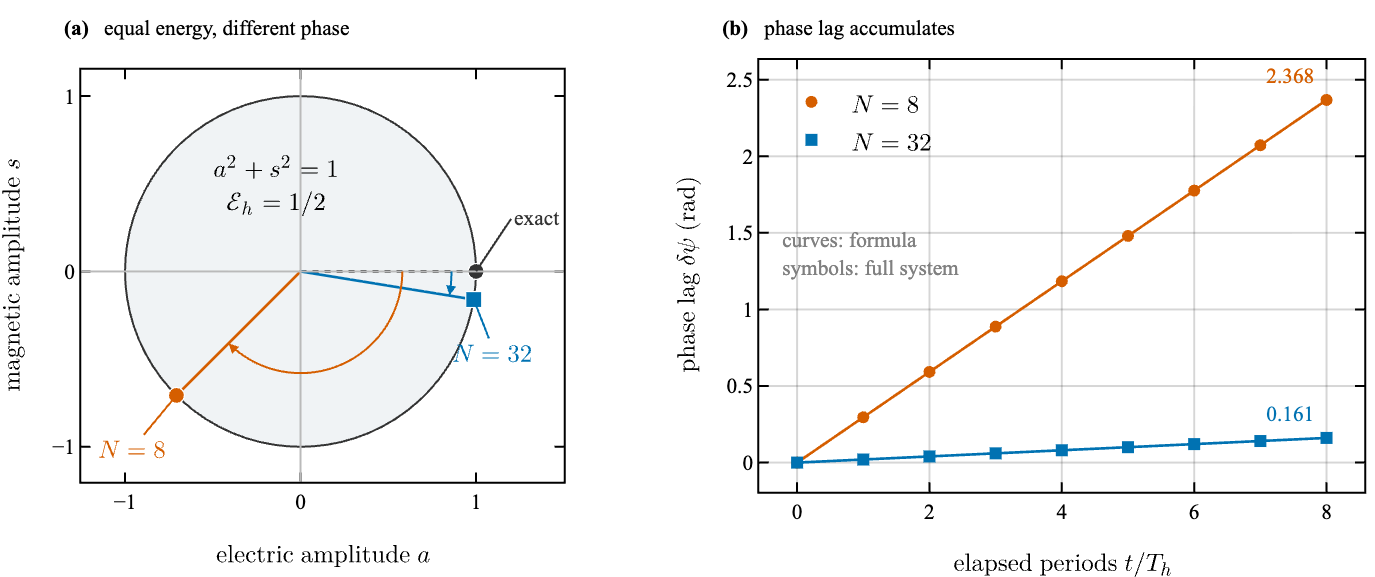 (a) equal energy, different phase
magnetic amplitude s
1
0
−1
a² + s² = 1
ℰₕ = 1/2
exact
N = 32
N = 8
−1 0 1
electric amplitude a
(b) phase lag accumulates
phase lag δψ (rad)
2.5
2
1.5
1
0.5
0
2.368
N = 8
N = 32
curves: formula
symbols: full system
0.161
0 2 4 6 8
elapsed periods t/Tₕ